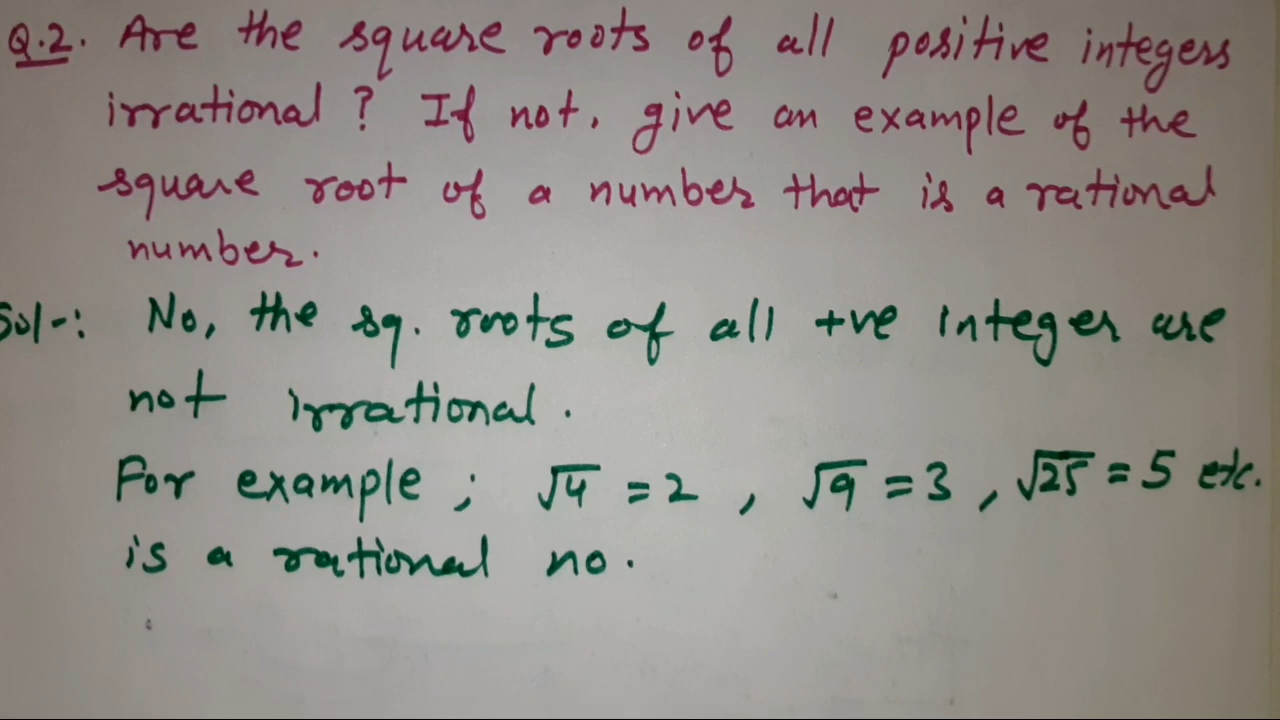 Q.2. Are the square roots of all positive integers
irrational? If not, give an example of the
square root of a number that is a rational
number.
Sol-: No, the sq. roots of all +ve integer are
not irrational.
For example ; √4 = 2 , √9 = 3 , √25 = 5 etc.
is a rational no.